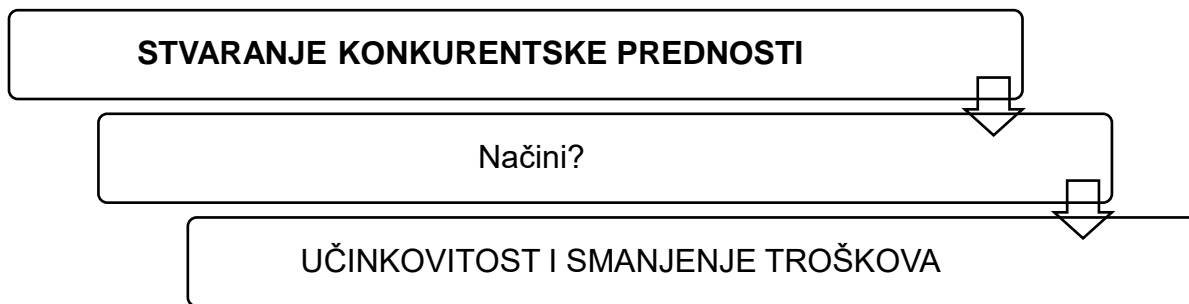 STVARANJE KONKURENTSKE PREDNOSTI
Načini?
UČINKOVITOST I SMANJENJE TROŠKOVA